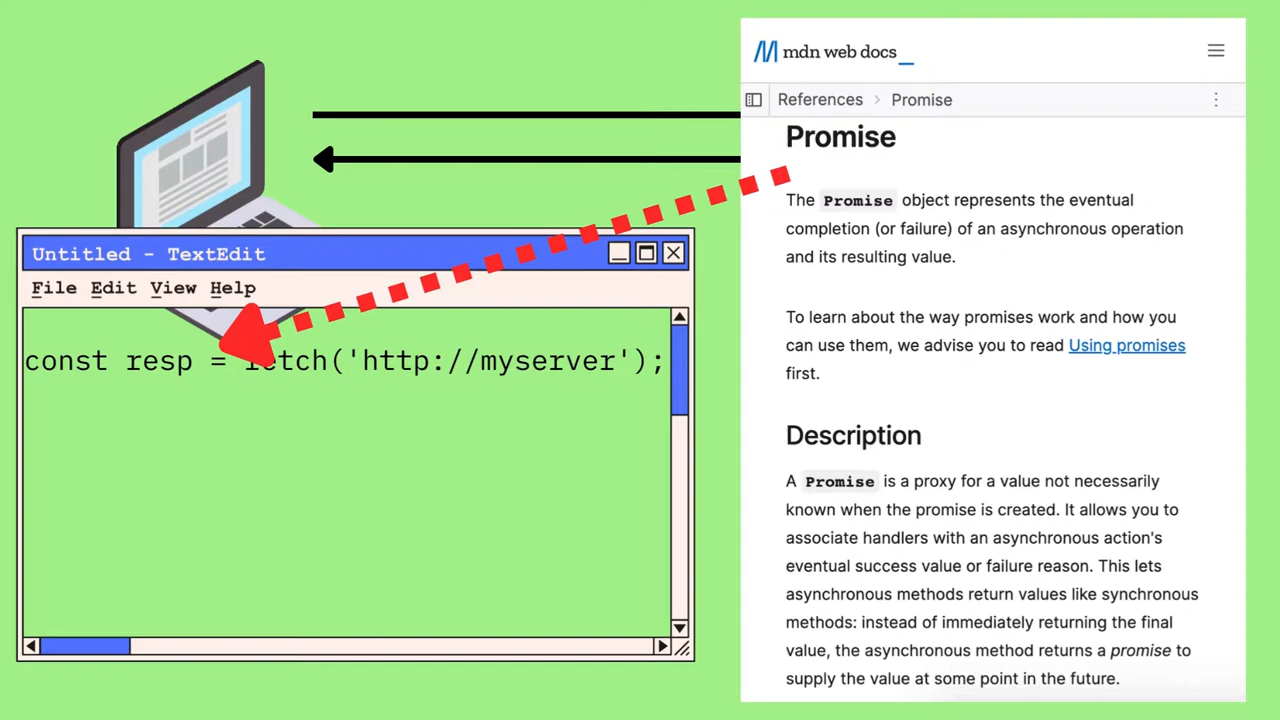 mdn web docs_
References > Promise
Promise
The Promise object represents the eventual
completion (or failure) of an asynchronous operation
and its resulting value.
To learn about the way promises work and how you
can use them, we advise you to read Using promises
first.
Description
A Promise is a proxy for a value not necessarily
known when the promise is created. It allows you to
associate handlers with an asynchronous action's
eventual success value or failure reason. This lets
asynchronous methods return values like synchronous
methods: instead of immediately returning the final
value, the asynchronous method returns a promise to
supply the value at some point in the future.
Untitled - TextEdit
File Edit View Help
const resp = fetch('http://myserver');